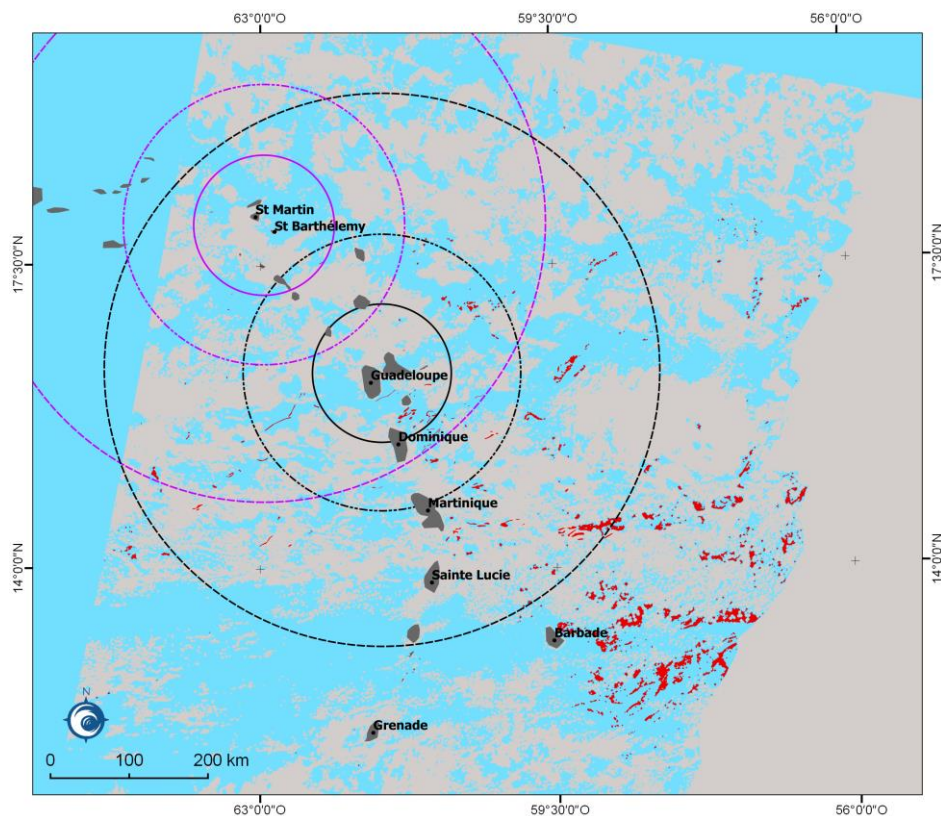 63°0'0"O 59°30'0"O 56°0'0"O
St Martin
St Barthélemy
17°30'0"N 17°30'0"N
Guadeloupe
Dominique
Martinique
14°0'0"N 14°0'0"N
Sainte Lucie
Barbade
N
Grenade
0 100 200 km
63°0'0"O 59°30'0"O 56°0'0"O